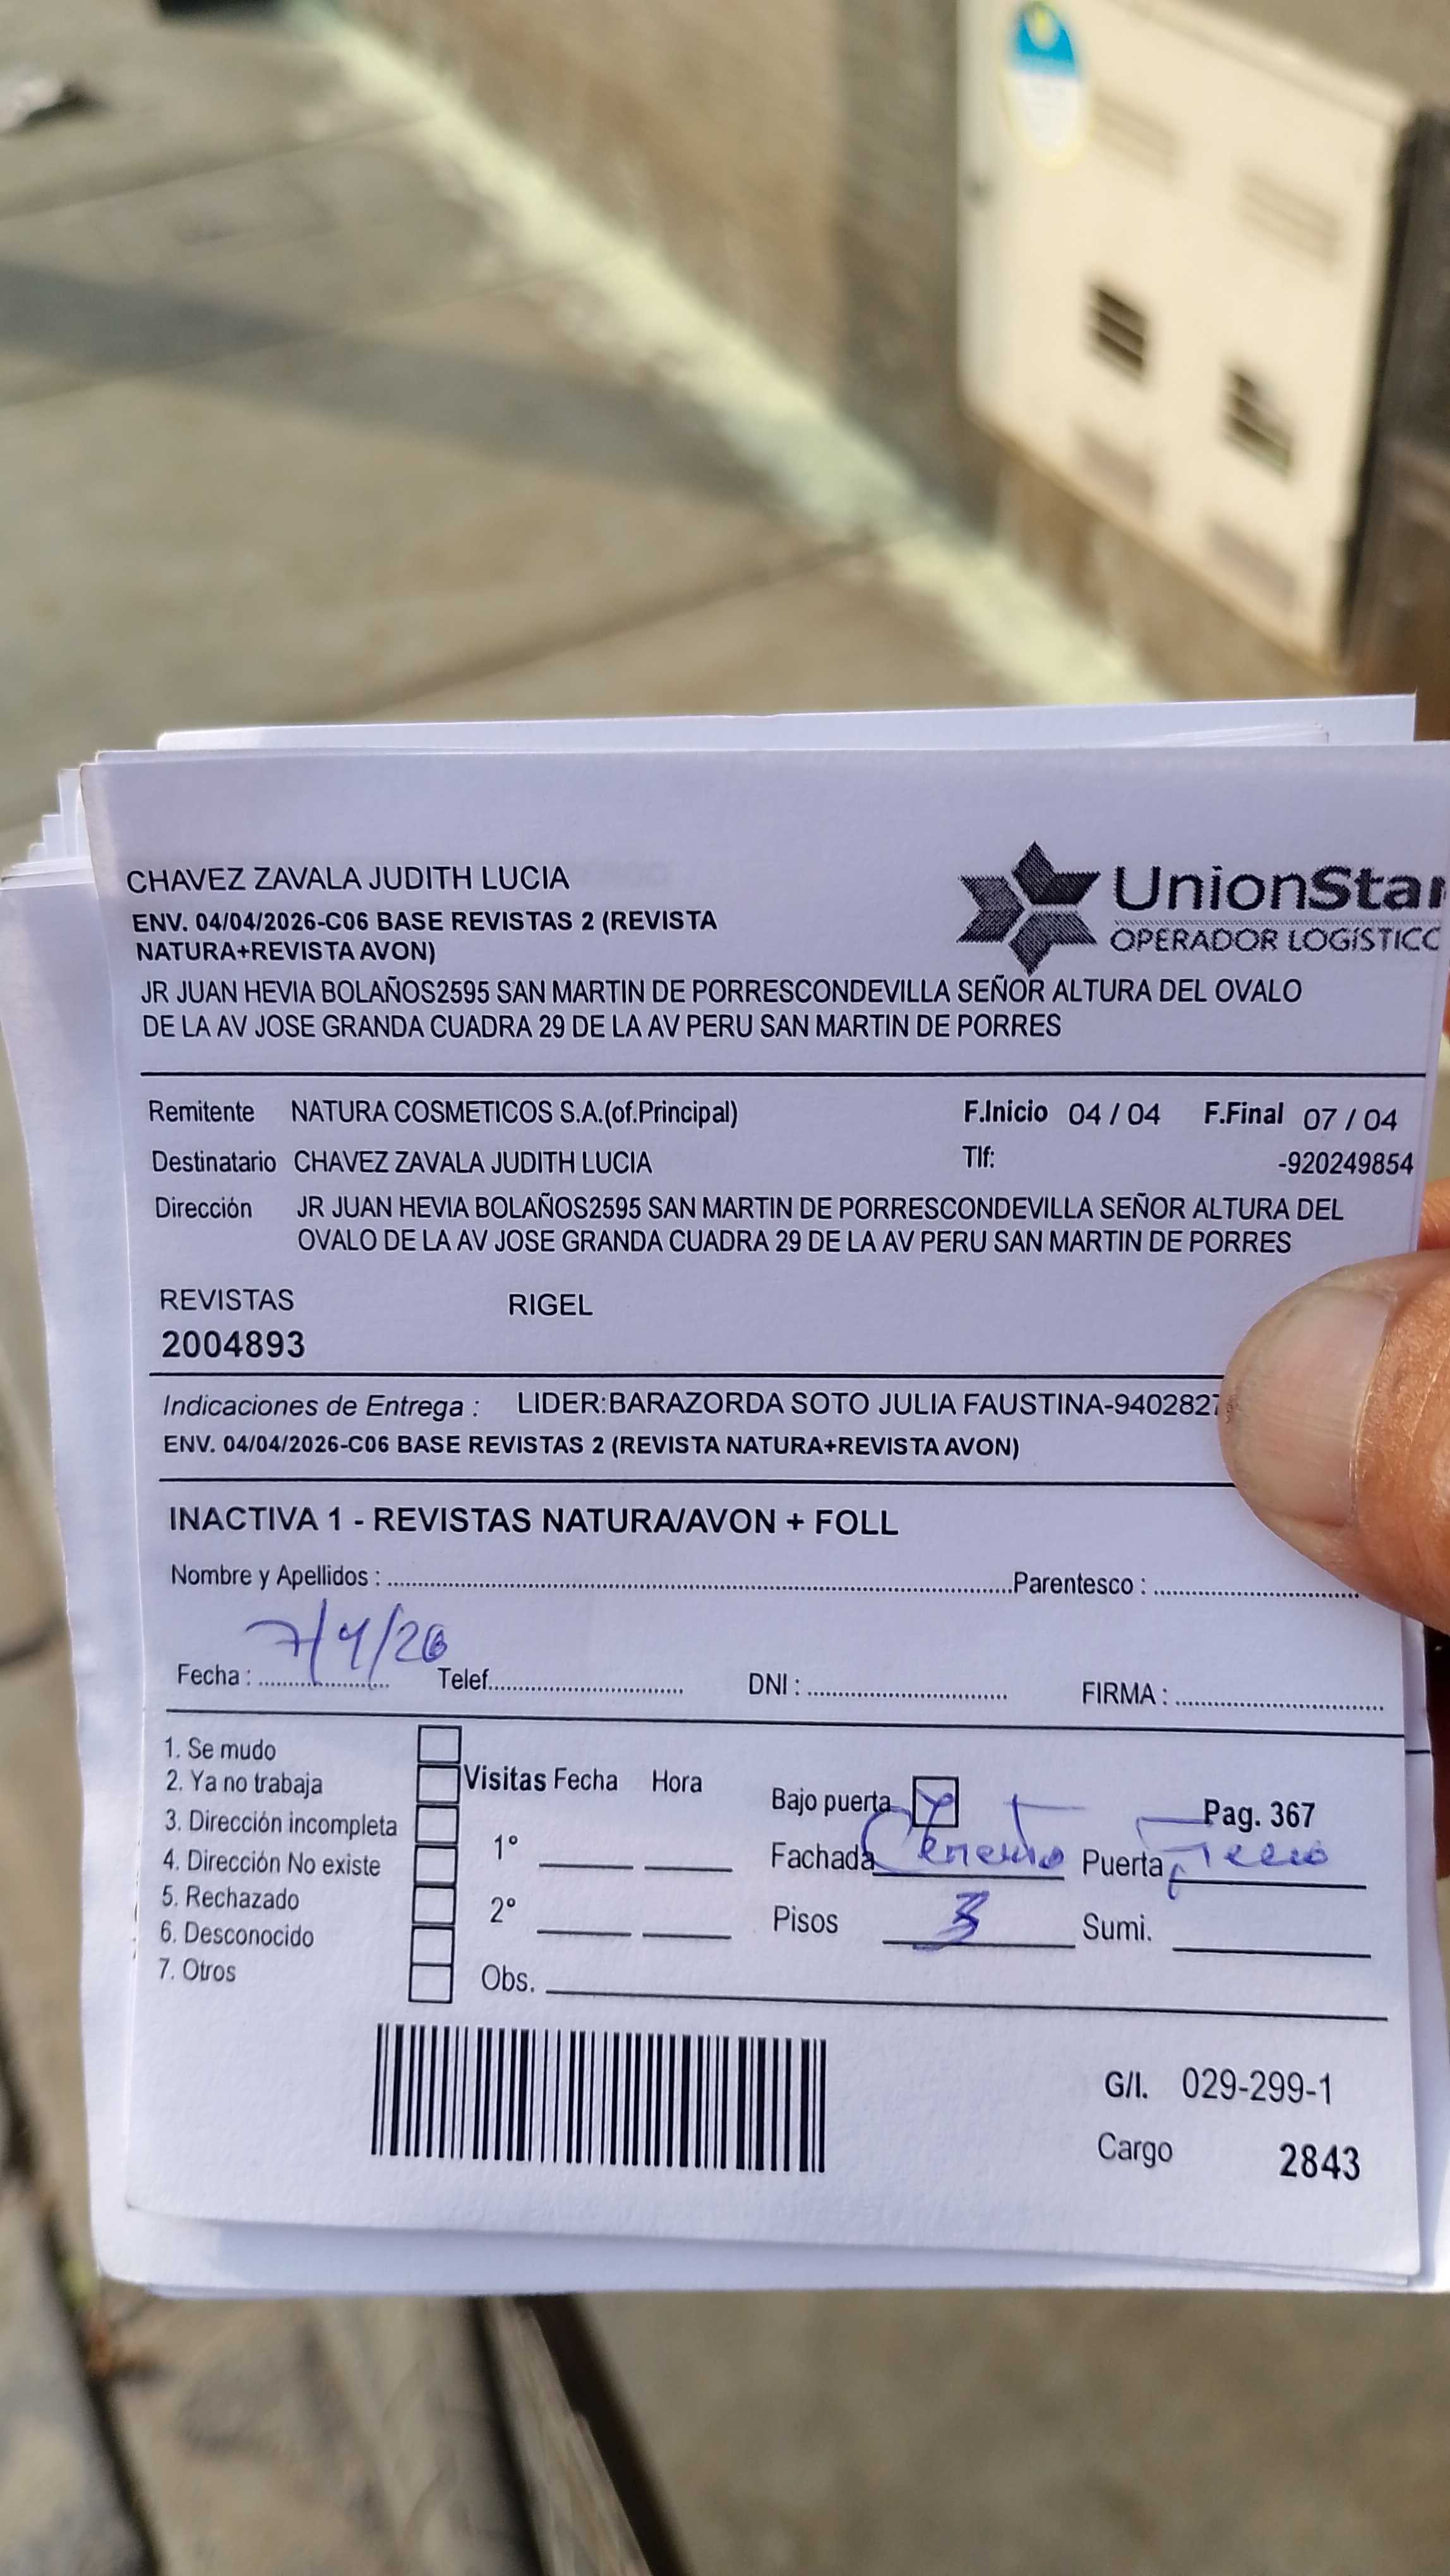 CHAVEZ ZAVALA JUDITH LUCIA
ENV. 04/04/2026-C06 BASE REVISTAS 2 (REVISTA
NATURA+REVISTA AVON)
UnionStar
OPERADOR LOGÍSTICO
JR JUAN HEVIA BOLAÑOS2595 SAN MARTIN DE PORRESCONDEVILLA SEÑOR ALTURA DEL OVALO
DE LA AV JOSE GRANDA CUADRA 29 DE LA AV PERU SAN MARTIN DE PORRES
Remitente NATURA COSMETICOS S.A.(of.Principal) F.Inicio 04 / 04 F.Final 07 / 04
Destinatario CHAVEZ ZAVALA JUDITH LUCIA Tlf: -920249854
Dirección JR JUAN HEVIA BOLAÑOS2595 SAN MARTIN DE PORRESCONDEVILLA SEÑOR ALTURA DEL
OVALO DE LA AV JOSE GRANDA CUADRA 29 DE LA AV PERU SAN MARTIN DE PORRES
REVISTAS RIGEL
2004893
Indicaciones de Entrega : LIDER:BARAZORDA SOTO JULIA FAUSTINA-940282
ENV. 04/04/2026-C06 BASE REVISTAS 2 (REVISTA NATURA+REVISTA AVON)
INACTIVA 1 - REVISTAS NATURA/AVON + FOLL
Nombre y Apellidos : Parentesco :
Fecha : 7/4/26 Telef. DNI : FIRMA :
1. Se mudo
2. Ya no trabaja
3. Dirección incompleta
4. Dirección No existe
5. Rechazado
6. Desconocido
7. Otros
Visitas Fecha Hora
1°
2°
Obs.
Bajo puerta Pag. 367
Fachada Cemento Puerta Fierro
Pisos 3 Sumi.
G/I. 029-299-1
Cargo 2843